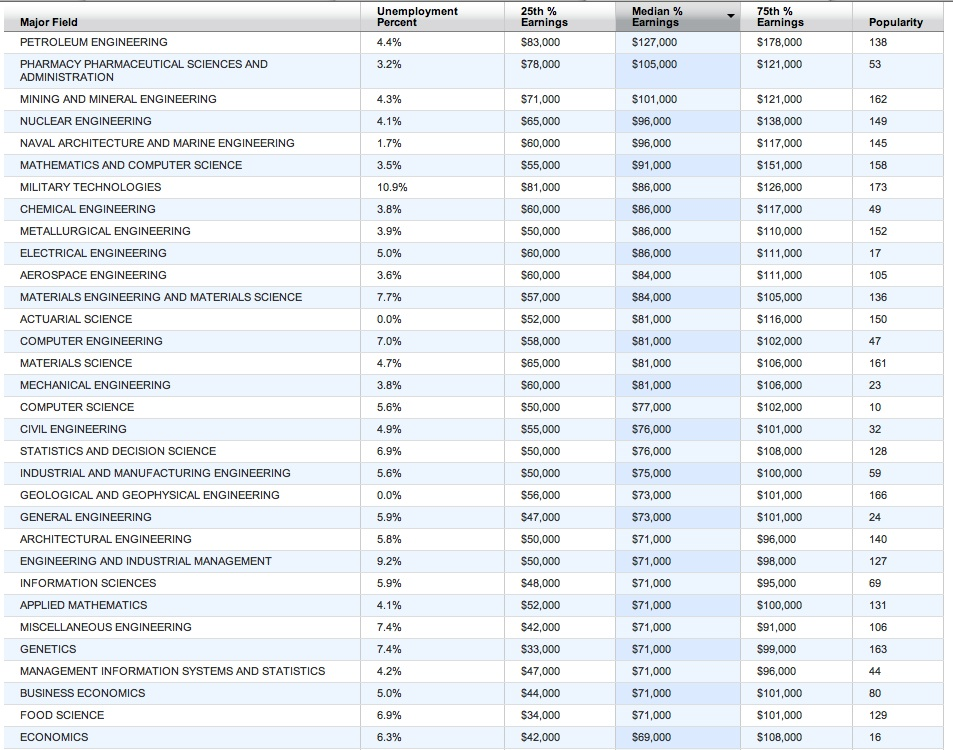 Major Field Unemployment Percent 25th % Earnings Median % Earnings 75th % Earnings Popularity
PETROLEUM ENGINEERING 4.4% $83,000 $127,000 $178,000 138
PHARMACY PHARMACEUTICAL SCIENCES AND ADMINISTRATION 3.2% $78,000 $105,000 $121,000 53
MINING AND MINERAL ENGINEERING 4.3% $71,000 $101,000 $121,000 162
NUCLEAR ENGINEERING 4.1% $65,000 $96,000 $138,000 149
NAVAL ARCHITECTURE AND MARINE ENGINEERING 1.7% $60,000 $96,000 $117,000 145
MATHEMATICS AND COMPUTER SCIENCE 3.5% $55,000 $91,000 $151,000 158
MILITARY TECHNOLOGIES 10.9% $81,000 $86,000 $126,000 173
CHEMICAL ENGINEERING 3.8% $60,000 $86,000 $117,000 49
METALLURGICAL ENGINEERING 3.9% $50,000 $86,000 $110,000 152
ELECTRICAL ENGINEERING 5.0% $60,000 $86,000 $111,000 17
AEROSPACE ENGINEERING 3.6% $60,000 $84,000 $111,000 105
MATERIALS ENGINEERING AND MATERIALS SCIENCE 7.7% $57,000 $84,000 $105,000 136
ACTUARIAL SCIENCE 0.0% $52,000 $81,000 $116,000 150
COMPUTER ENGINEERING 7.0% $58,000 $81,000 $102,000 47
MATERIALS SCIENCE 4.7% $65,000 $81,000 $106,000 161
MECHANICAL ENGINEERING 3.8% $60,000 $81,000 $106,000 23
COMPUTER SCIENCE 5.6% $50,000 $77,000 $102,000 10
CIVIL ENGINEERING 4.9% $55,000 $76,000 $101,000 32
STATISTICS AND DECISION SCIENCE 6.9% $50,000 $76,000 $108,000 128
INDUSTRIAL AND MANUFACTURING ENGINEERING 5.6% $50,000 $75,000 $100,000 59
GEOLOGICAL AND GEOPHYSICAL ENGINEERING 0.0% $56,000 $73,000 $101,000 166
GENERAL ENGINEERING 5.9% $47,000 $73,000 $101,000 24
ARCHITECTURAL ENGINEERING 5.8% $50,000 $71,000 $96,000 140
ENGINEERING AND INDUSTRIAL MANAGEMENT 9.2% $50,000 $71,000 $98,000 127
INFORMATION SCIENCES 5.9% $48,000 $71,000 $95,000 69
APPLIED MATHEMATICS 4.1% $52,000 $71,000 $100,000 131
MISCELLANEOUS ENGINEERING 7.4% $42,000 $71,000 $91,000 106
GENETICS 7.4% $33,000 $71,000 $99,000 163
MANAGEMENT INFORMATION SYSTEMS AND STATISTICS 4.2% $47,000 $71,000 $96,000 44
BUSINESS ECONOMICS 5.0% $44,000 $71,000 $101,000 80
FOOD SCIENCE 6.9% $34,000 $71,000 $101,000 129
ECONOMICS 6.3% $42,000 $69,000 $108,000 16